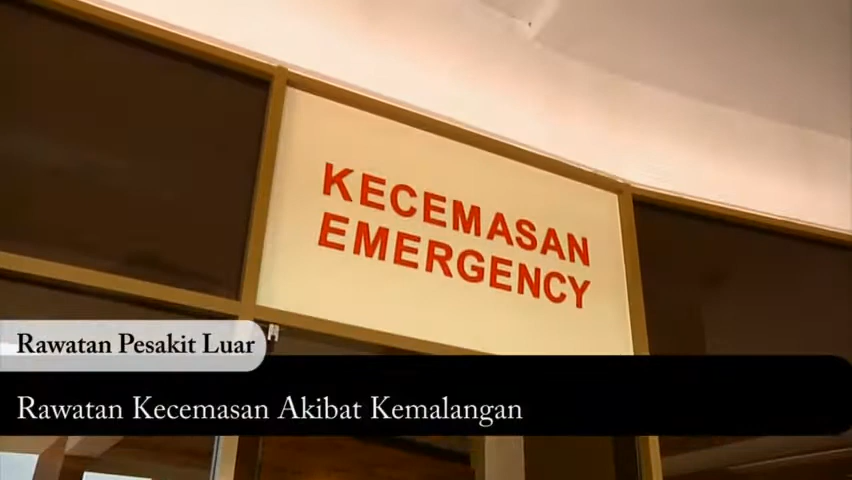 KECEMASAN
EMERGENCY
Rawatan Pesakit Luar
Rawatan Kecemasan Akibat Kemalangan